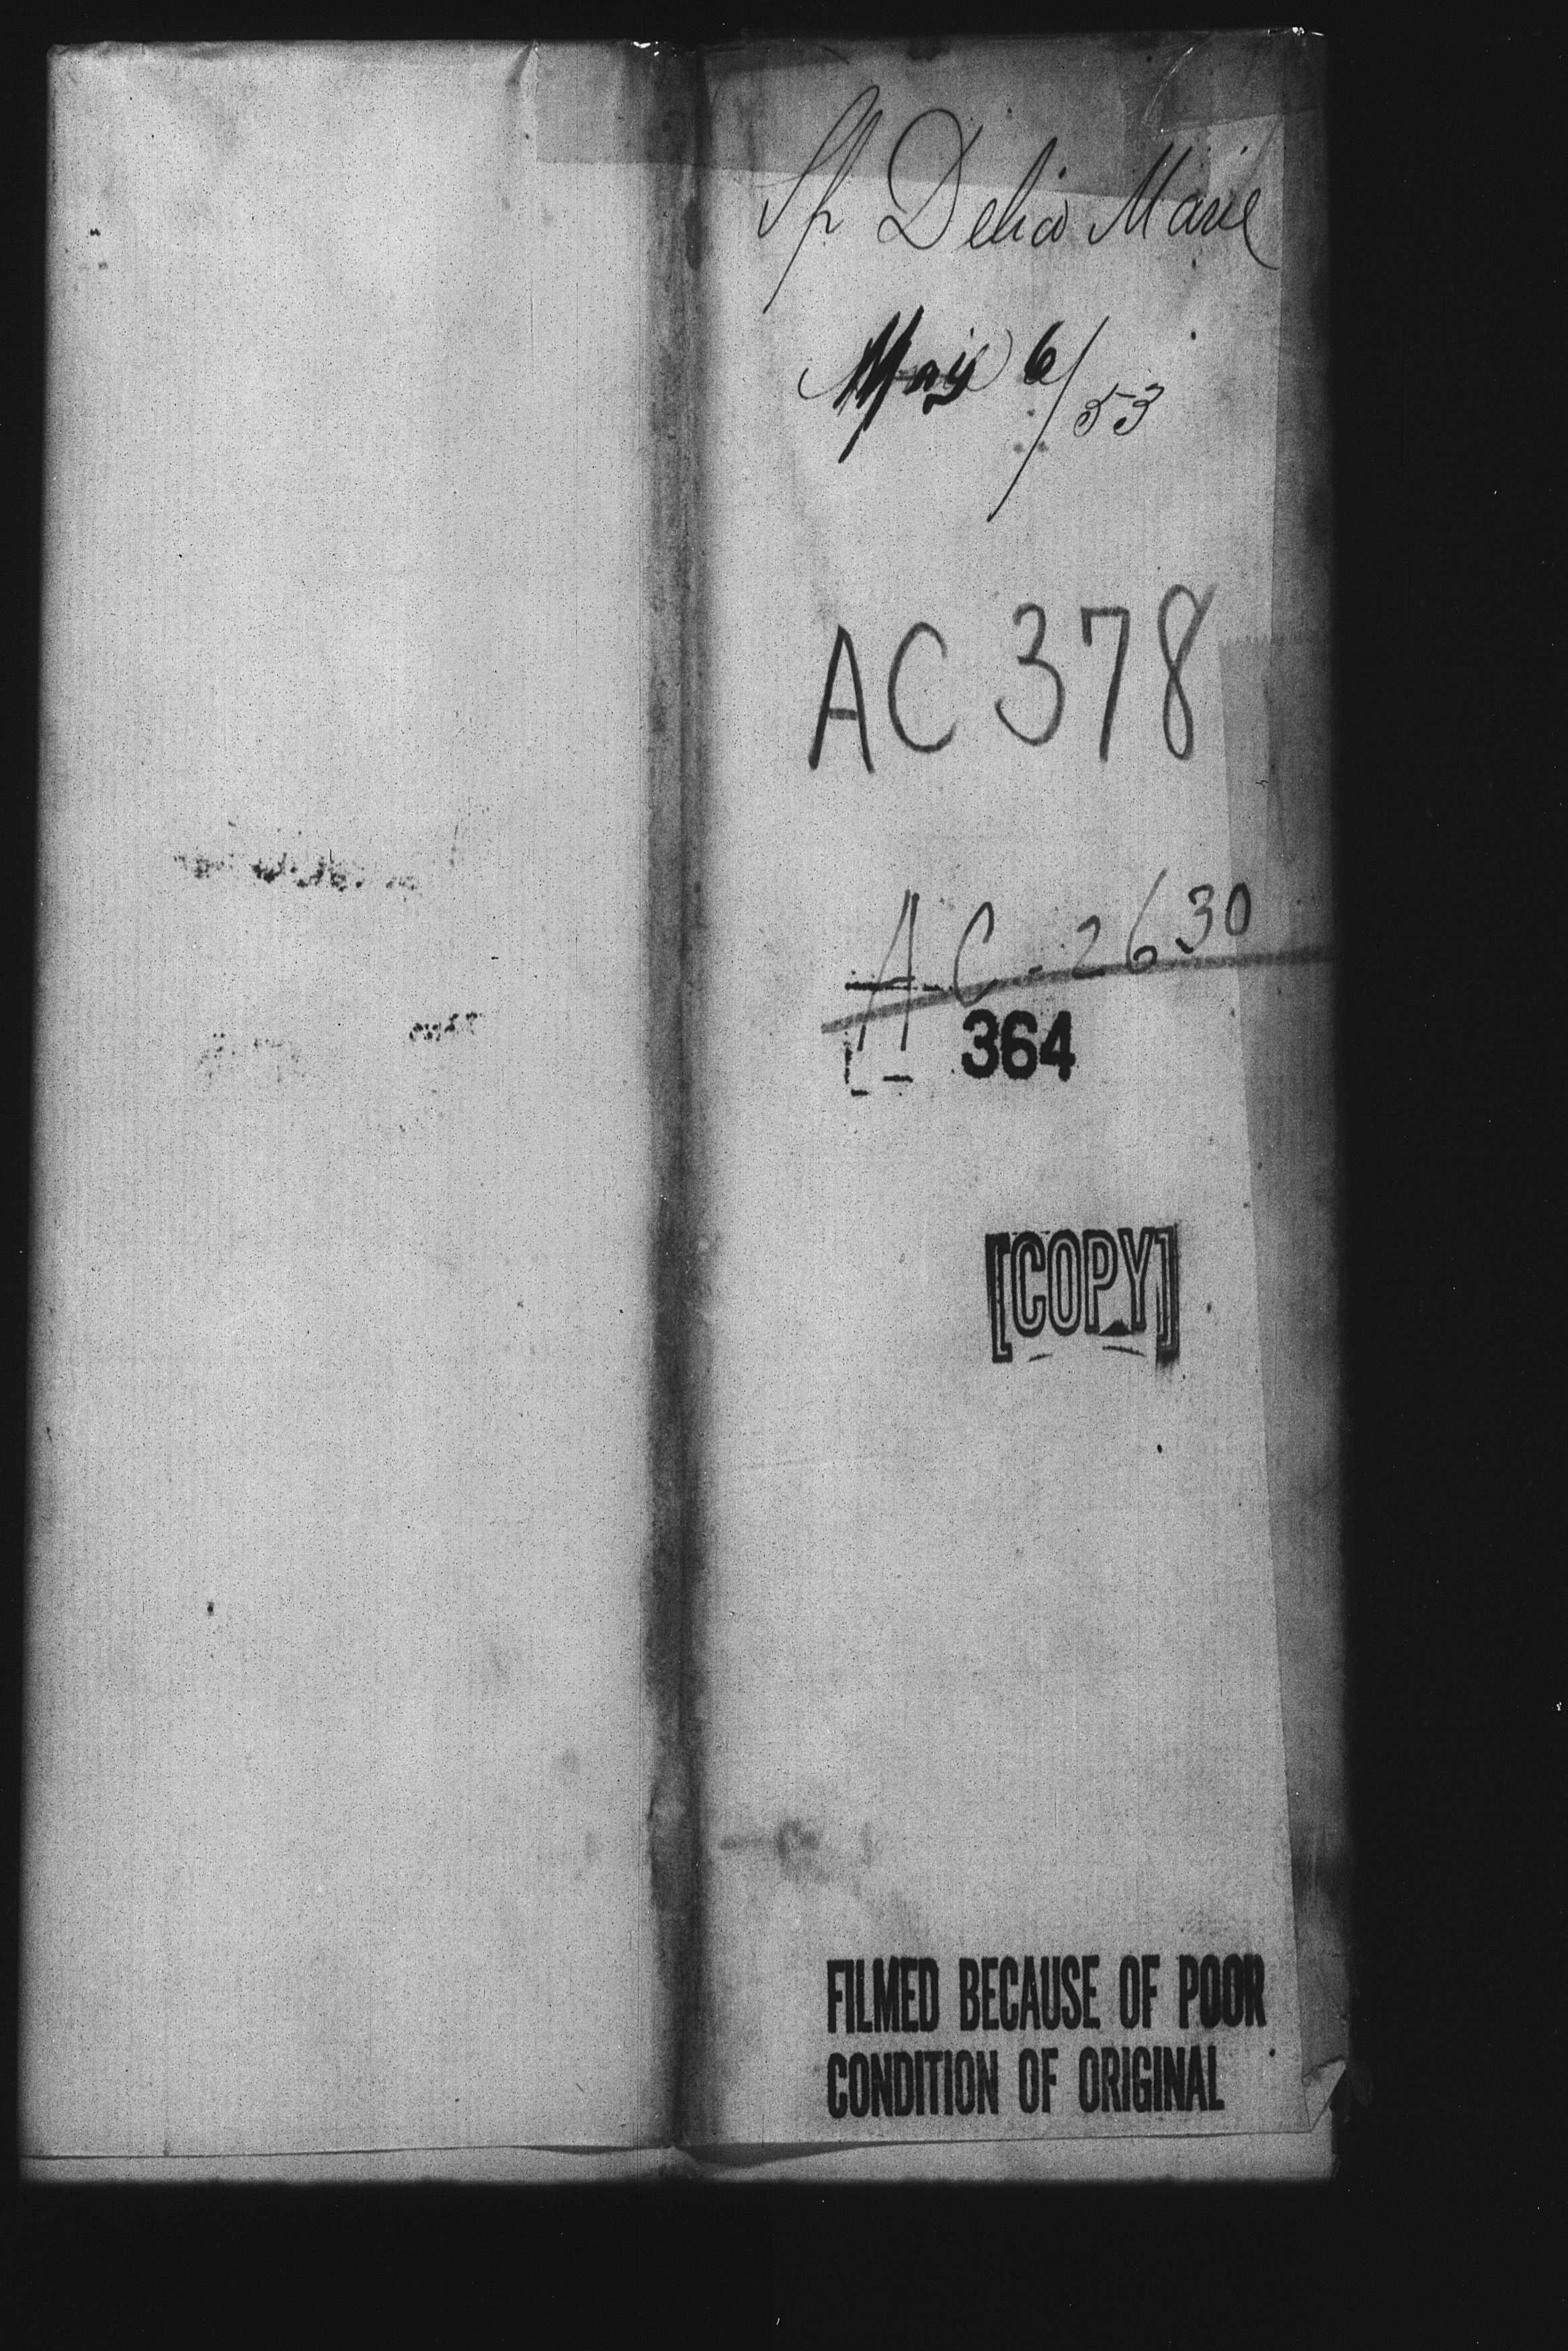 Sp Delia Marie
May 6/53
AC 378
AC-2630
364
[COPY]
FILMED BECAUSE OF POOR
CONDITION OF ORIGINAL